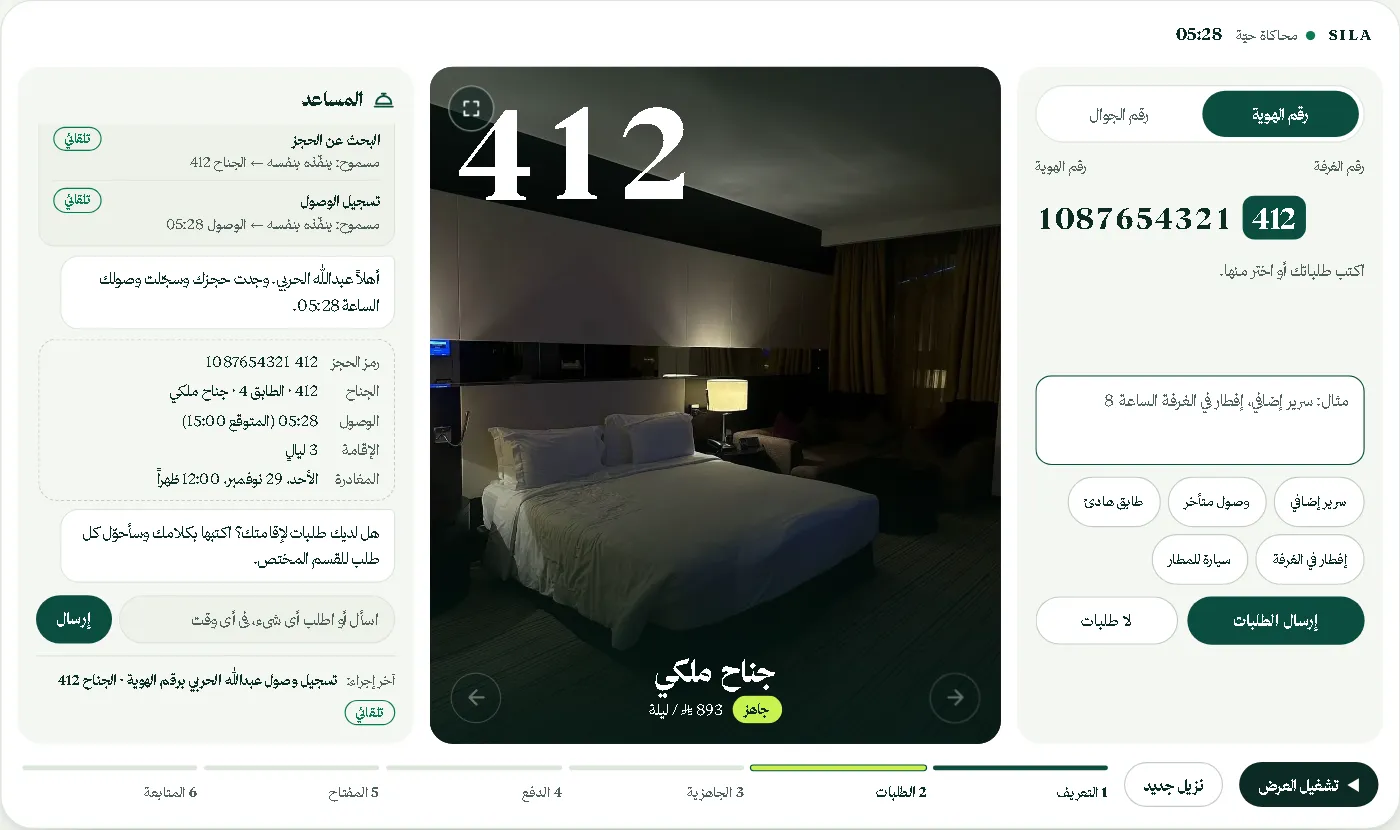 SILA محاكاة حيّة 05:28
رقم الهوية
رقم الجوال
رقم الغرفة
رقم الهوية
412
1087654321
اكتب طلباتك أو اختر منها.
مثال: سرير إضافي، إفطار في الغرفة الساعة 8
سرير إضافي
وصول متأخر
طابق هادئ
إفطار في الغرفة
سيارة للمطار
إرسال الطلبات
لا طلبات
412
جناح ملكي
جاهز
893 ⃁ / ليلة
المساعد
البحث عن الحجز
تلقائي
مسموح: ينفّذه بنفسه ← الجناح 412
تسجيل الوصول
تلقائي
مسموح: ينفّذه بنفسه ← الوصول 05:28
أهلاً عبدالله الحربي. وجدت حجزك وسجّلت وصولك
الساعة 05:28.
رمز الحجز 412 1087654321
الجناح 412 · الطابق 4 · جناح ملكي
الوصول 05:28 (المتوقع 15:00)
الإقامة 3 ليالٍ
المغادرة الأحد، 29 نوفمبر، 12:00 ظهراً
هل لديك طلبات لإقامتك؟ اكتبها بكلامك وسأحوّل كل
طلب للقسم المختص.
اسأل أو اطلب أي شيء، في أي وقت
إرسال
آخر إجراء: تسجيل وصول عبدالله الحربي برقم الهوية · الجناح 412
تلقائي
تشغيل العرض
نزيل جديد
1 التعريف
2 الطلبات
3 الجاهزية
4 الدفع
5 المفتاح
6 المتابعة